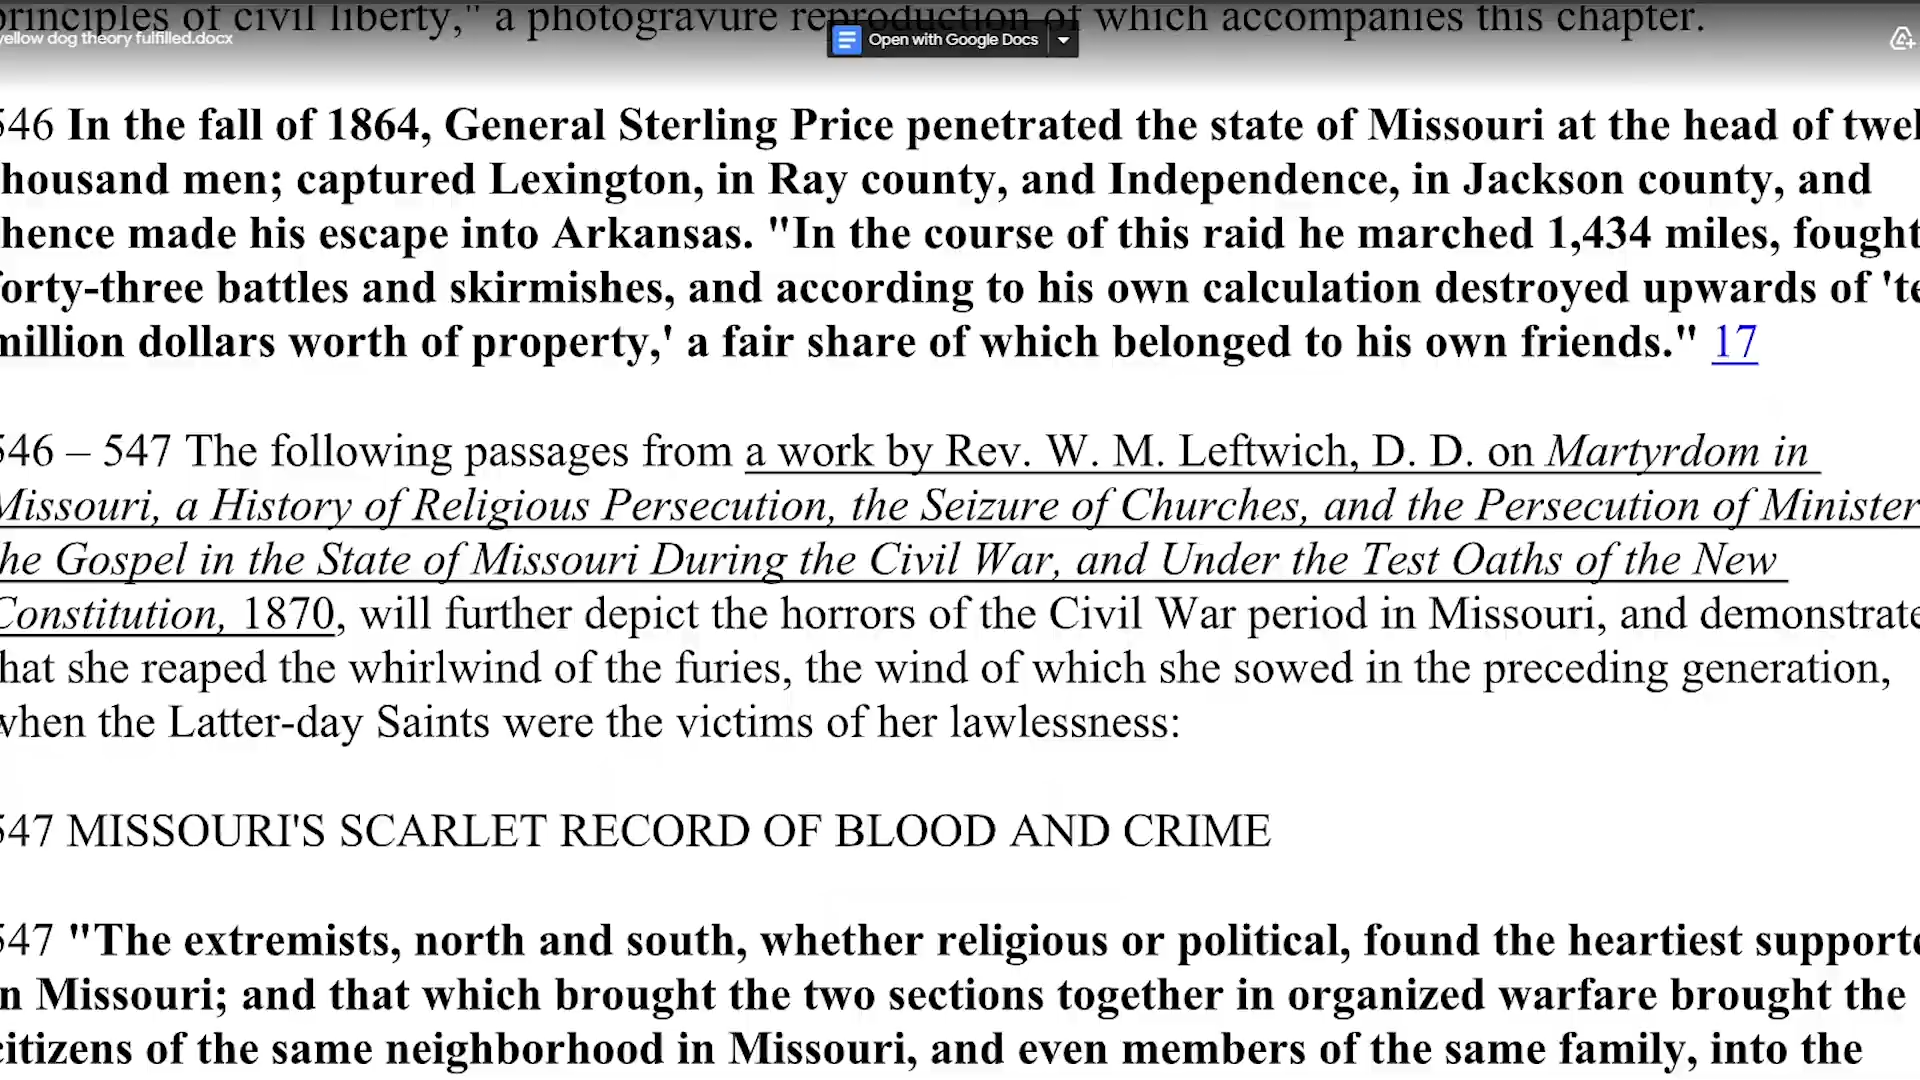 principles of civil liberty," a photogravure reproduction of which accompanies this chapter.
yellow dog theory fulfilled.docx
Open with Google Docs
546 In the fall of 1864, General Sterling Price penetrated the state of Missouri at the head of twel
housand men; captured Lexington, in Ray county, and Independence, in Jackson county, and
hence made his escape into Arkansas. "In the course of this raid he marched 1,434 miles, fought
forty-three battles and skirmishes, and according to his own calculation destroyed upwards of 'te
million dollars worth of property,' a fair share of which belonged to his own friends." 17
546 – 547 The following passages from a work by Rev. W. M. Leftwich, D. D. on Martyrdom in
Missouri, a History of Religious Persecution, the Seizure of Churches, and the Persecution of Minister
he Gospel in the State of Missouri During the Civil War, and Under the Test Oaths of the New
Constitution, 1870, will further depict the horrors of the Civil War period in Missouri, and demonstrate
hat she reaped the whirlwind of the furies, the wind of which she sowed in the preceding generation,
when the Latter-day Saints were the victims of her lawlessness:
547 MISSOURI'S SCARLET RECORD OF BLOOD AND CRIME
547 "The extremists, north and south, whether religious or political, found the heartiest supporte
in Missouri; and that which brought the two sections together in organized warfare brought the
citizens of the same neighborhood in Missouri, and even members of the same family, into the